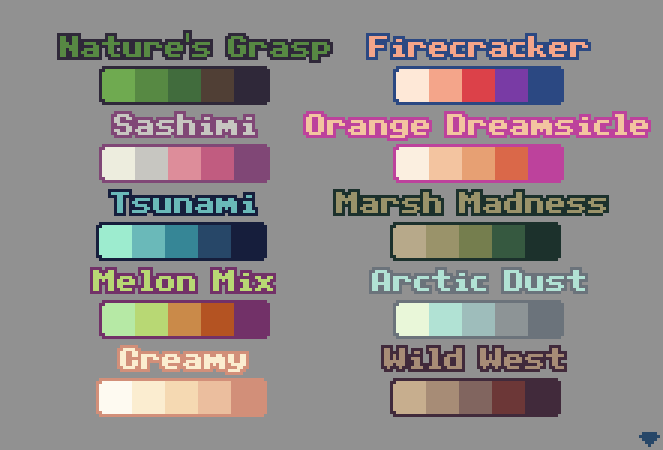 Nature's Grasp
Firecracker
Sashimi
Orange Dreamsicle
Tsunami
Marsh Madness
Melon Mix
Arctic Dust
Creamy
Wild West